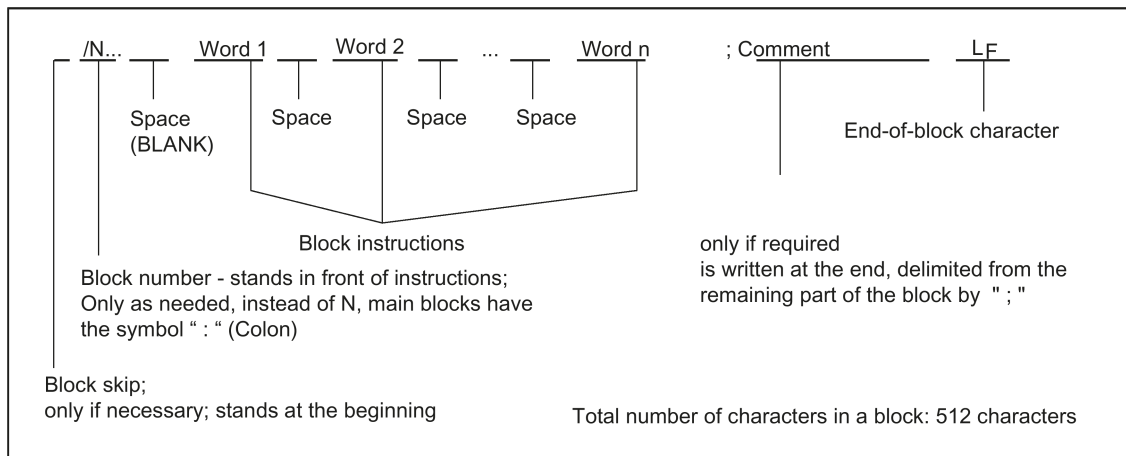 /N... Word 1 Word 2 ... Word n ; Comment LF
Space
(BLANK)
Space
Space
Space
End-of-block character
Block instructions
Block number - stands in front of instructions;
Only as needed, instead of N, main blocks have
the symbol “ : “ (Colon)
only if required
is written at the end, delimited from the
remaining part of the block by " ; "
Block skip;
only if necessary; stands at the beginning
Total number of characters in a block: 512 characters